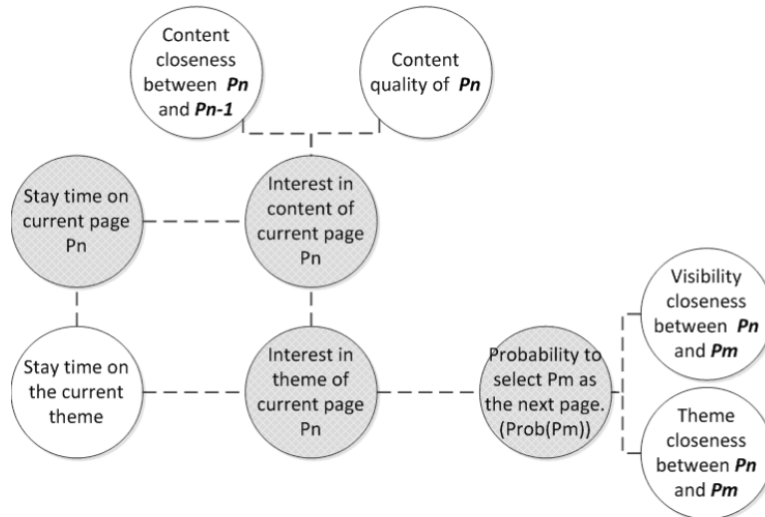 Content
closeness
between Pn
and Pn-1
Content
quality of Pn
Stay time on
current page
Pn
Interest in
content of
current page
Pn
Visibility
closeness
between Pn
and Pm
Stay time on
the current
theme
Interest in
theme of
current page
Pn
Probability to
select Pm as
the next page.
(Prob(Pm))
Theme
closeness
between Pn
and Pm